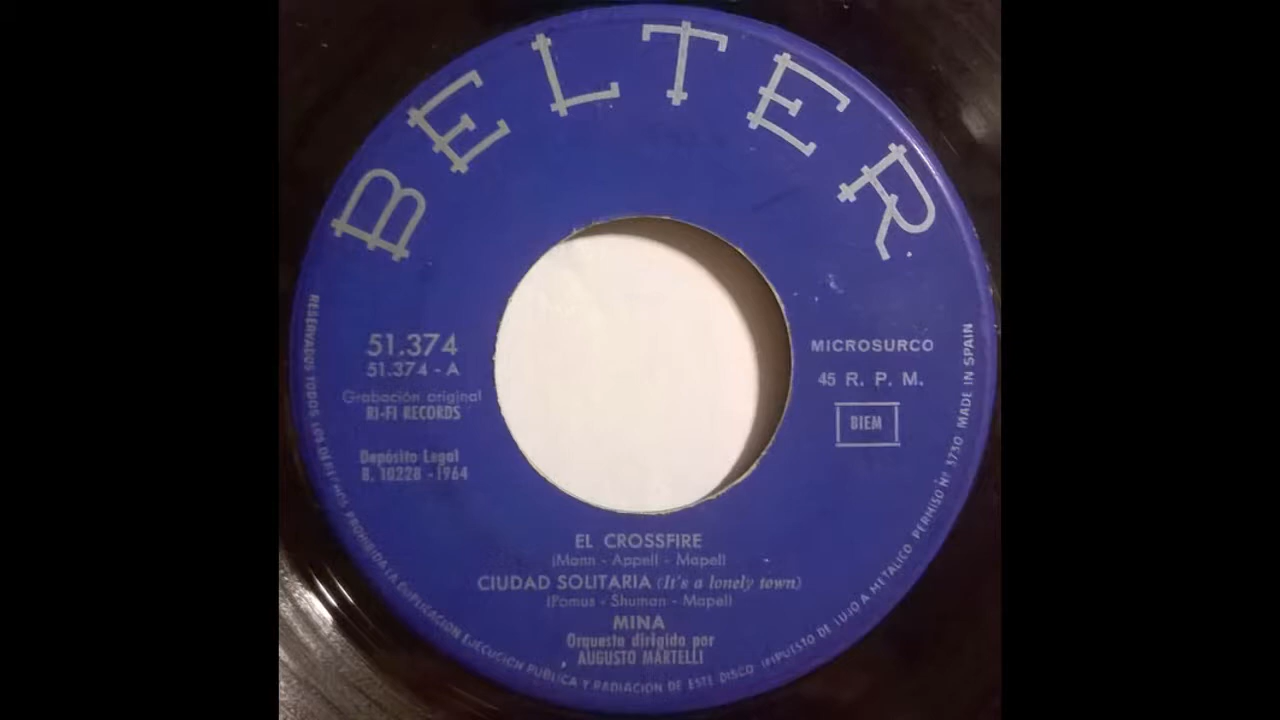 BELTER
51.374
51.374 - A
Grabación original
RI-FI RECORDS
Depósito Legal
B. 10228 - 1964
MICROSURCO
45 R. P. M.
BIEM
EL CROSSFIRE
(Mann - Appell - Mapel)
CIUDAD SOLITARIA (It's a lonely town)
(Pomus - Shuman - Mapel)
MINA
Orquesta dirigida por
AUGUSTO MARTELLI
RESERVADOS TODOS LOS DERECHOS PROHIBIDA LA DUPLICACION EJECUCION PUBLICA Y RADIACION DE ESTE DISCO IMPUESTO DE LUJO A METALICO PERMISO Nº 3730 MADE IN SPAIN